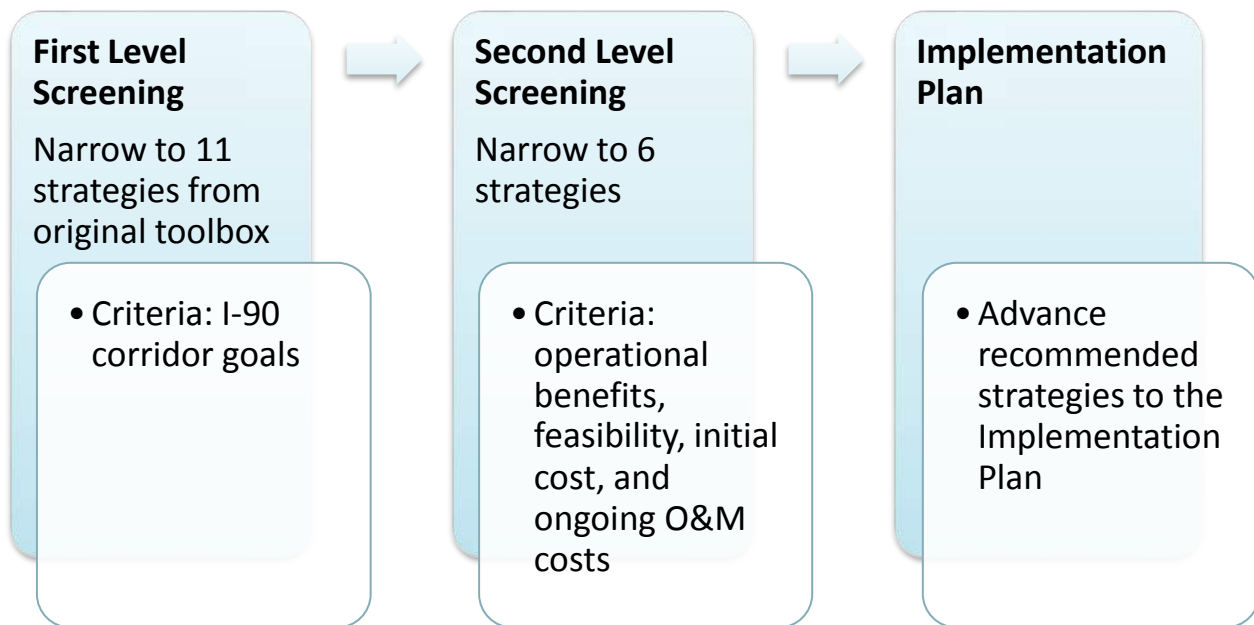 First Level
Screening
Narrow to 11
strategies from
original toolbox
• Criteria: I-90
corridor goals
Second Level
Screening
Narrow to 6
strategies
• Criteria:
operational
benefits,
feasibility, initial
cost, and
ongoing O&M
costs
Implementation
Plan
• Advance
recommended
strategies to the
Implementation
Plan